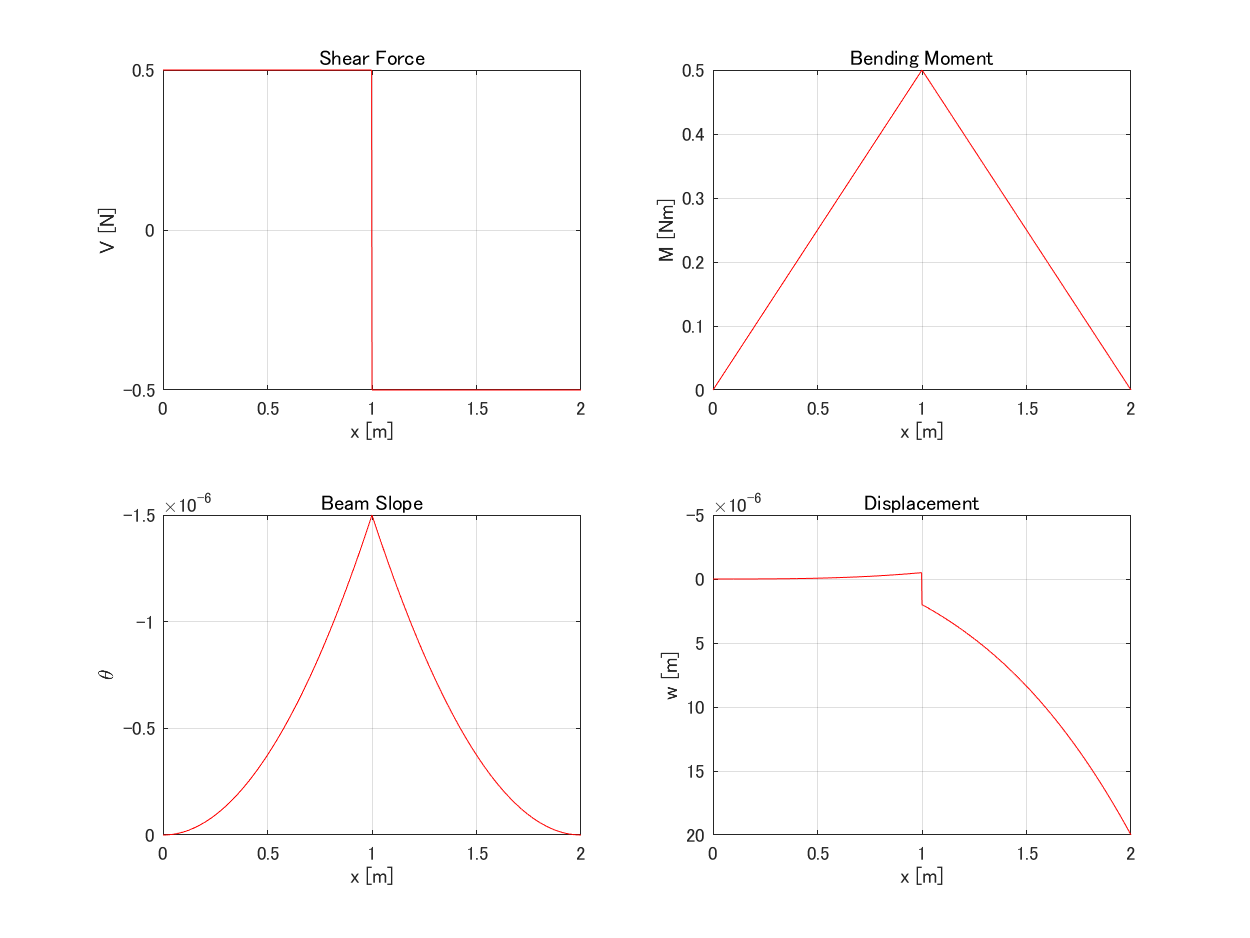 Shear Force
0.5
0
−0.5
V [N]
0 0.5 1 1.5 2
x [m]
Bending Moment
0.5
0.4
0.3
0.2
0.1
0
M [Nm]
0 0.5 1 1.5 2
x [m]
Beam Slope
×10⁻⁶
−1.5
−1
−0.5
0
θ
0 0.5 1 1.5 2
x [m]
Displacement
×10⁻⁶
−5
0
5
10
15
20
w [m]
0 0.5 1 1.5 2
x [m]